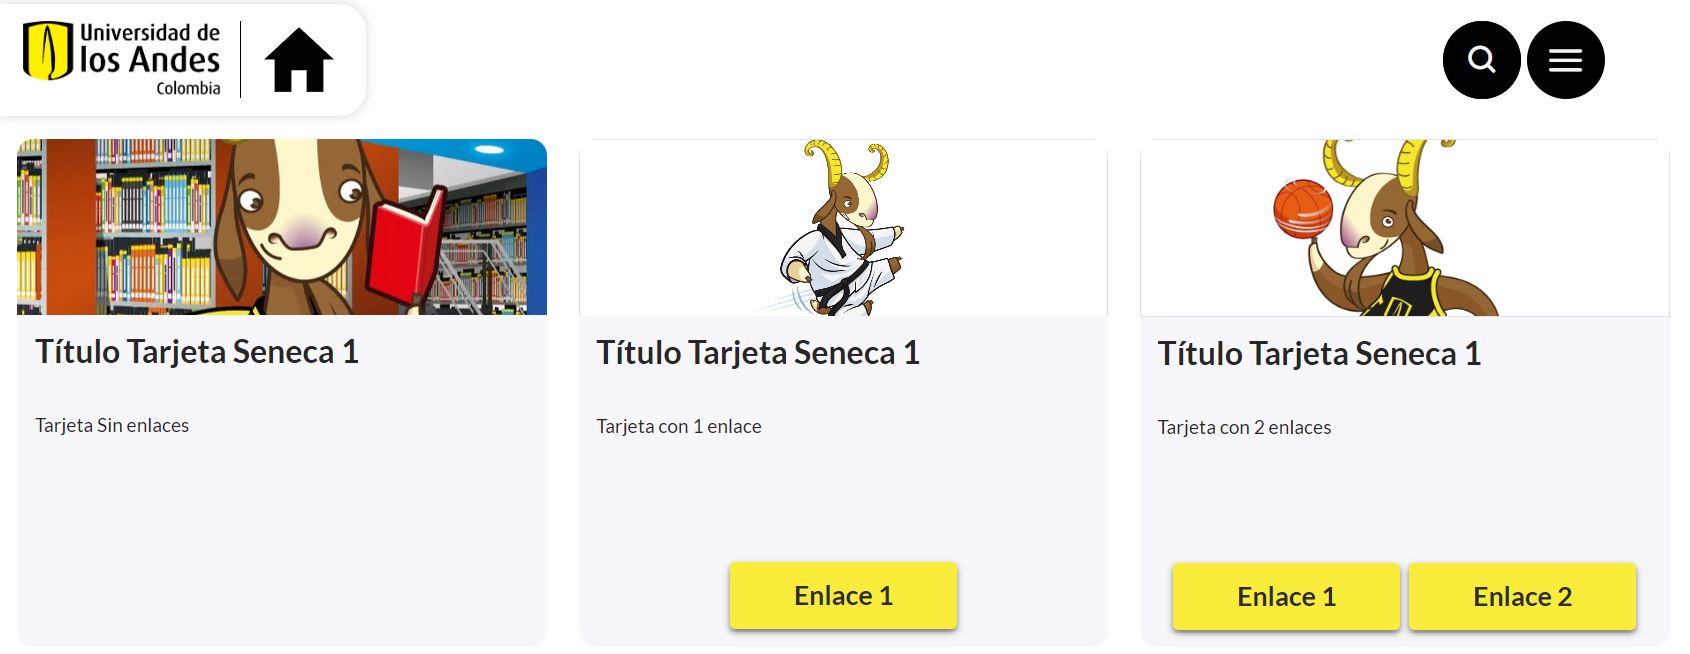 Universidad de
los Andes
Colombia
Título Tarjeta Seneca 1
Tarjeta Sin enlaces
Título Tarjeta Seneca 1
Tarjeta con 1 enlace
Enlace 1
Título Tarjeta Seneca 1
Tarjeta con 2 enlaces
Enlace 1
Enlace 2